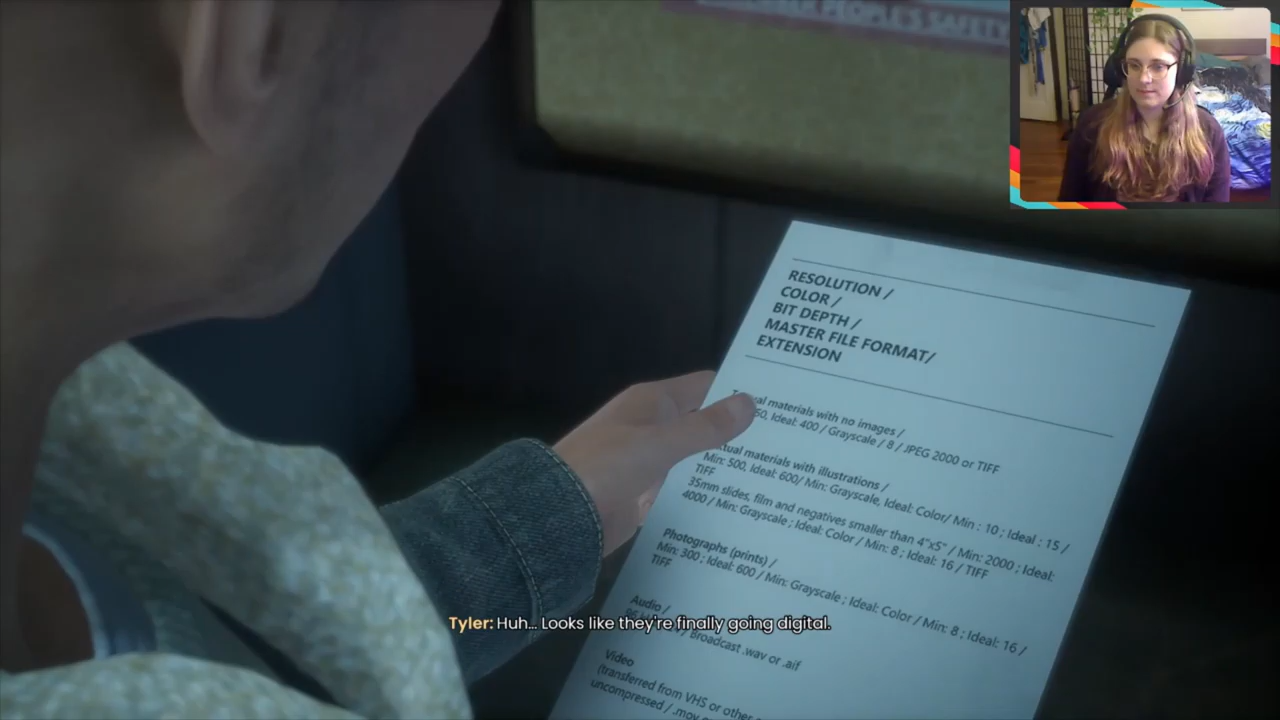 PEOPLE'S SAFETY
RESOLUTION /
COLOR /
BIT DEPTH /
MASTER FILE FORMAT/
EXTENSION
materials with no images /
Ideal: 400 / Grayscale / 8 / JPEG 2000 or TIFF
materials with illustrations /
Min: 500, Ideal: 600/ Min: Grayscale, Ideal: Color/ Min : 10 ; Ideal : 15 /
TIFF
35mm slides, film and negatives smaller than 4"x5" / Min: 2000 ; Ideal:
4000 / Min: Grayscale ; Ideal: Color / Min: 8 ; Ideal: 16 / TIFF
Photographs (prints) /
Min: 300 ; Ideal: 600 / Min: Grayscale ; Ideal: Color / Min: 8 ; Ideal: 16 /
TIFF
Audio /
Broadcast .wav or .aif
Video
(transferred from VHS or other
uncompressed / .mov
Tyler: Huh... Looks like they're finally going digital.